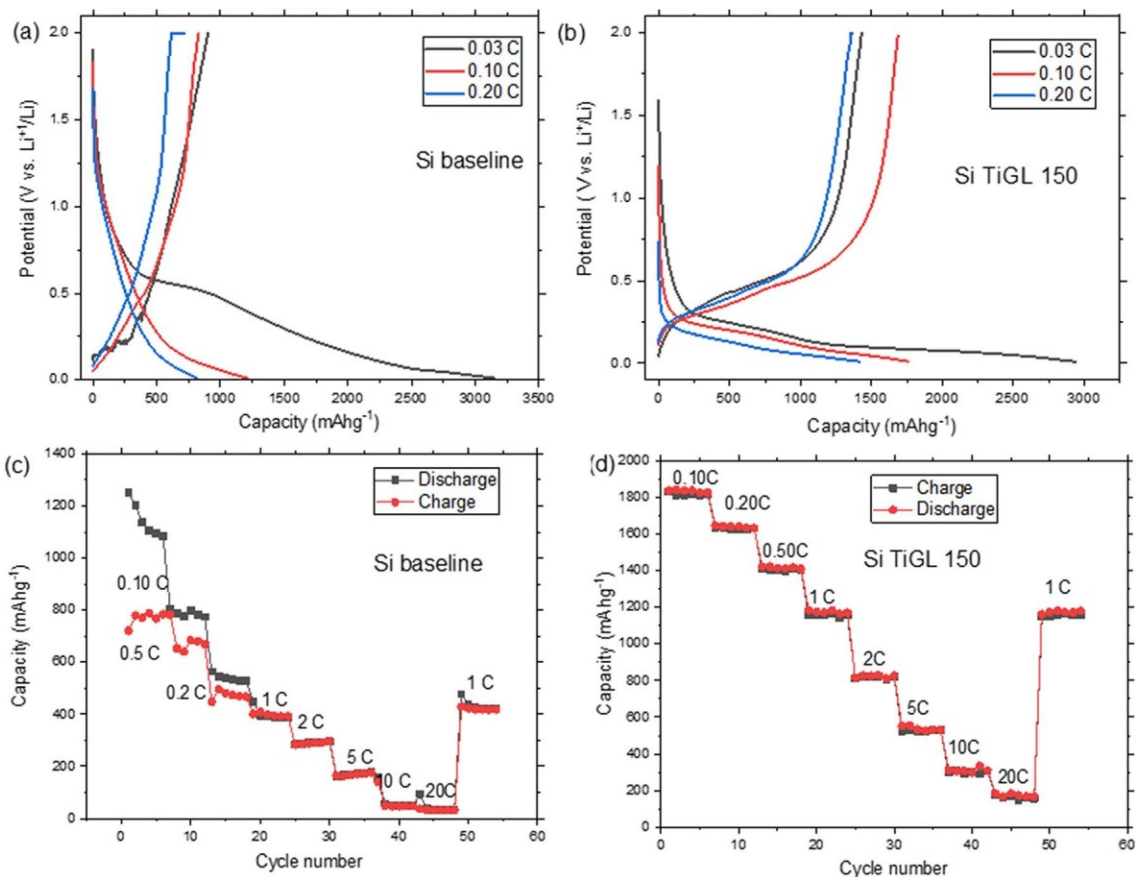 (a)
2.0
1.5
1.0
0.5
0.0
Potential (V vs. Li⁺¹/Li)
0.03 C
0.10 C
0.20 C
Si baseline
0 500 1000 1500 2000 2500 3000 3500
Capacity (mAhg⁻¹)
(b)
2.0
1.5
1.0
0.5
0.0
Potential ( V vs. Li⁺/Li)
0.03 C
0.10 C
0.20 C
Si TiGL 150
0 500 1000 1500 2000 2500 3000
Capacity (mAhg⁻¹)
(c)
1400
1200
1000
800
600
400
200
0
Capacity (mAhg⁻¹)
Discharge
Charge
Si baseline
0.10 C
0.5 C
0.2 C
1 C
2 C
5 C
10 C
20C
1 C
0 10 20 30 40 50 60
Cycle number
(d)
2000
1800
1600
1400
1200
1000
800
600
400
200
0
Capacity (mAhg⁻¹)
Charge
Discharge
Si TiGL 150
0.10C
0.20C
0.50C
1 C
2C
5C
10C
20C
1 C
0 10 20 30 40 50 60
Cycle number